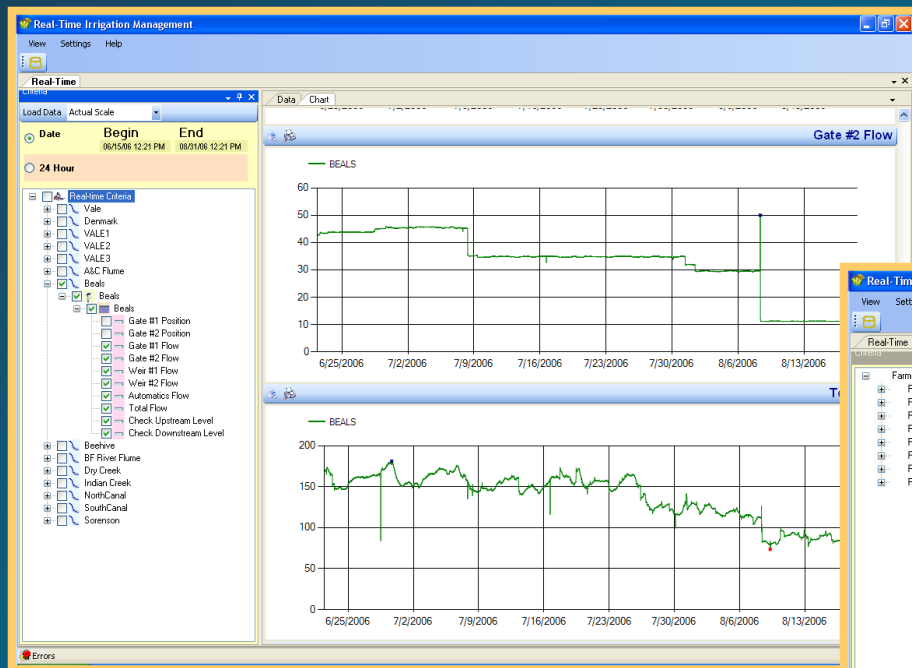 Real-Time Irrigation Management
View Settings Help
Real-Time
Criteria
Load Data Actual Scale
Date Begin End
06/15/06 12:21 PM 08/31/06 12:21 PM
24 Hour
Real-time Criteria
Vale
Denmark
VALE1
VALE2
VALE3
A&C Flume
Beals
Beals
Beals
Gate #1 Position
Gate #2 Position
Gate #1 Flow
Gate #2 Flow
Weir #1 Flow
Weir #2 Flow
Automatics Flow
Total Flow
Check Upstream Level
Check Downstream Level
Beehive
BF River Flume
Dry Creek
Indian Creek
NorthCanal
SouthCanal
Sorenson
Errors
Data Chart
Gate #2 Flow
BEALS
60
50
40
30
20
10
0
6/25/2006 7/2/2006 7/9/2006 7/16/2006 7/23/2006 7/30/2006 8/6/2006 8/13/2006
To
BEALS
200
150
100
50
0
6/25/2006 7/2/2006 7/9/2006 7/16/2006 7/23/2006 7/30/2006 8/6/2006 8/13/2006
Real-Tim
View Sett
Real-Time
Criteria
Farm
F
F
F
F
F
F
F
F